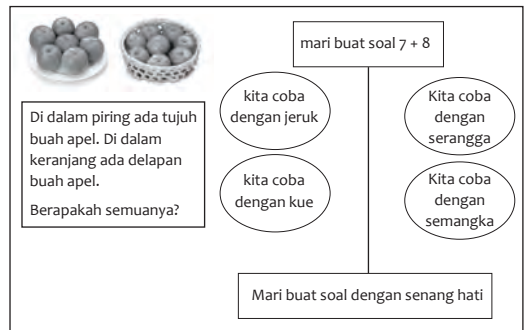 mari buat soal 7 + 8
Di dalam piring ada tujuh
buah apel. Di dalam
keranjang ada delapan
buah apel.
Berapakah semuanya?
kita coba
dengan jeruk
kita coba
dengan kue
Kita coba
dengan
serangga
Kita coba
dengan
semangka
Mari buat soal dengan senang hati